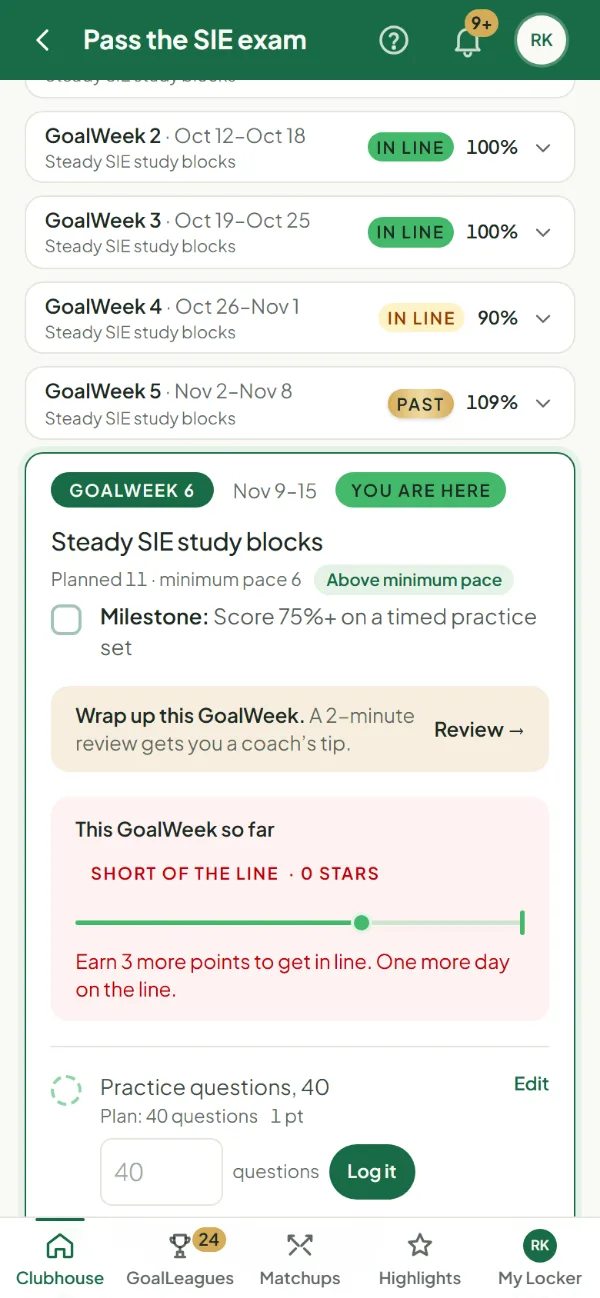 Pass the SIE exam
9+
RK
Steady SIE study blocks
GoalWeek 2 · Oct 12–Oct 18
IN LINE 100%
Steady SIE study blocks
GoalWeek 3 · Oct 19–Oct 25
IN LINE 100%
Steady SIE study blocks
GoalWeek 4 · Oct 26–Nov 1
IN LINE 90%
Steady SIE study blocks
GoalWeek 5 · Nov 2–Nov 8
PAST 109%
Steady SIE study blocks
GOALWEEK 6 Nov 9–15 YOU ARE HERE
Steady SIE study blocks
Planned 11 · minimum pace 6 Above minimum pace
Milestone: Score 75%+ on a timed practice
set
Wrap up this GoalWeek. A 2–minute
review gets you a coach’s tip.
Review →
This GoalWeek so far
SHORT OF THE LINE · 0 STARS
Earn 3 more points to get in line. One more day
on the line.
Practice questions, 40
Edit
Plan: 40 questions 1 pt
40 questions Log it
24
RK
Clubhouse GoalLeagues Matchups Highlights My Locker